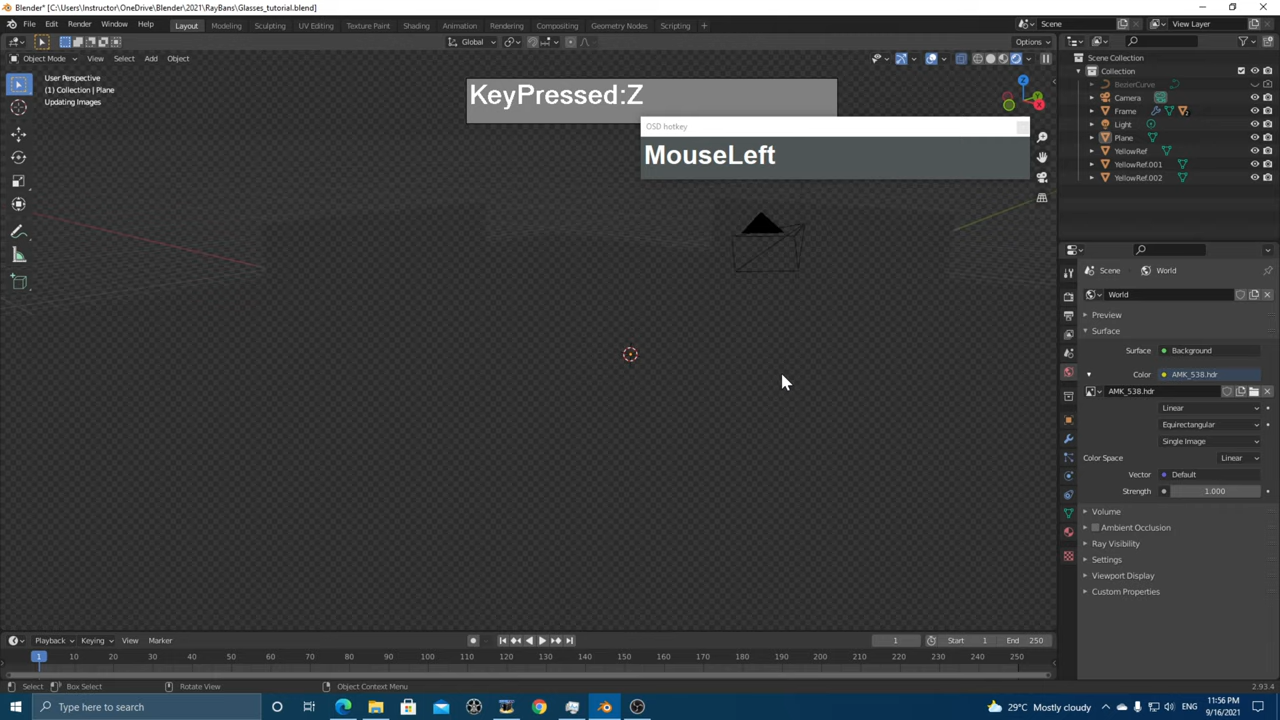 Blender* [C:\Users\Instructor\OneDrive\Blender\2021\RayBans\Glasses_tutorial.blend]
File Edit Render Window Help Layout Modeling Sculpting UV Editing Texture Paint Shading Animation Rendering Compositing Geometry Nodes Scripting + Scene View Layer
Global Options
Object Mode View Select Add Object
User Perspective
(1) Collection | Plane
Updating Images
KeyPressed:Z
OSD hotkey
MouseLeft
Z
Y
X
Scene Collection
Collection
BezierCurve
Camera
Frame
2
Light
Plane
YellowRef
YellowRef.001
YellowRef.002
Scene World
World
Preview
Surface
Surface Background
Color AMK_538.hdr
AMK_538.hdr
Linear
Equirectangular
Single Image
Color Space Linear
Vector Default
Strength 1.000
Volume
Ambient Occlusion
Ray Visibility
Settings
Viewport Display
Custom Properties
Playback Keying View Marker 1 Start 1 End 250
1 10 20 30 40 50 60 70 80 90 100 110 120 130 140 150 160 170 180 190 200 210 220 230 240 250
Select Box Select Rotate View Object Context Menu 2.93.4
Type here to search 29°C Mostly cloudy 11:56 PM
9/16/2021